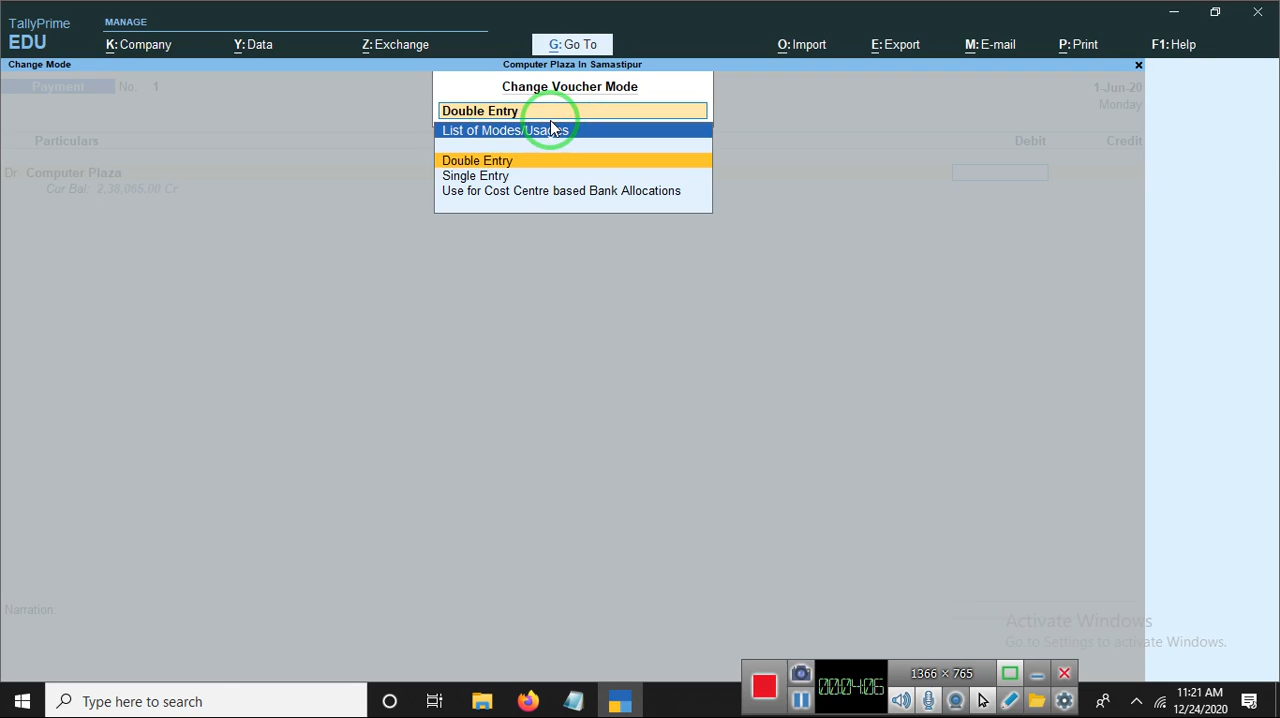 TallyPrime
EDU
MANAGE
K: Company
Y: Data
Z: Exchange
G: Go To
O: Import
E: Export
M: E-mail
P: Print
F1: Help
Change Mode
Computer Plaza In Samastipur
Payment No. 1
1-Jun-20
Monday
Change Voucher Mode
Double Entry
List of Modes/Usages
Double Entry
Single Entry
Use for Cost Centre based Bank Allocations
Particulars
Debit
Credit
Dr Computer Plaza
Cur Bal: 2,38,065.00 Cr
Narration:
Activate Windows
Go to Settings to activate Windows.
00:04:06
1366 × 765
Type here to search
11:21 AM
12/24/2020